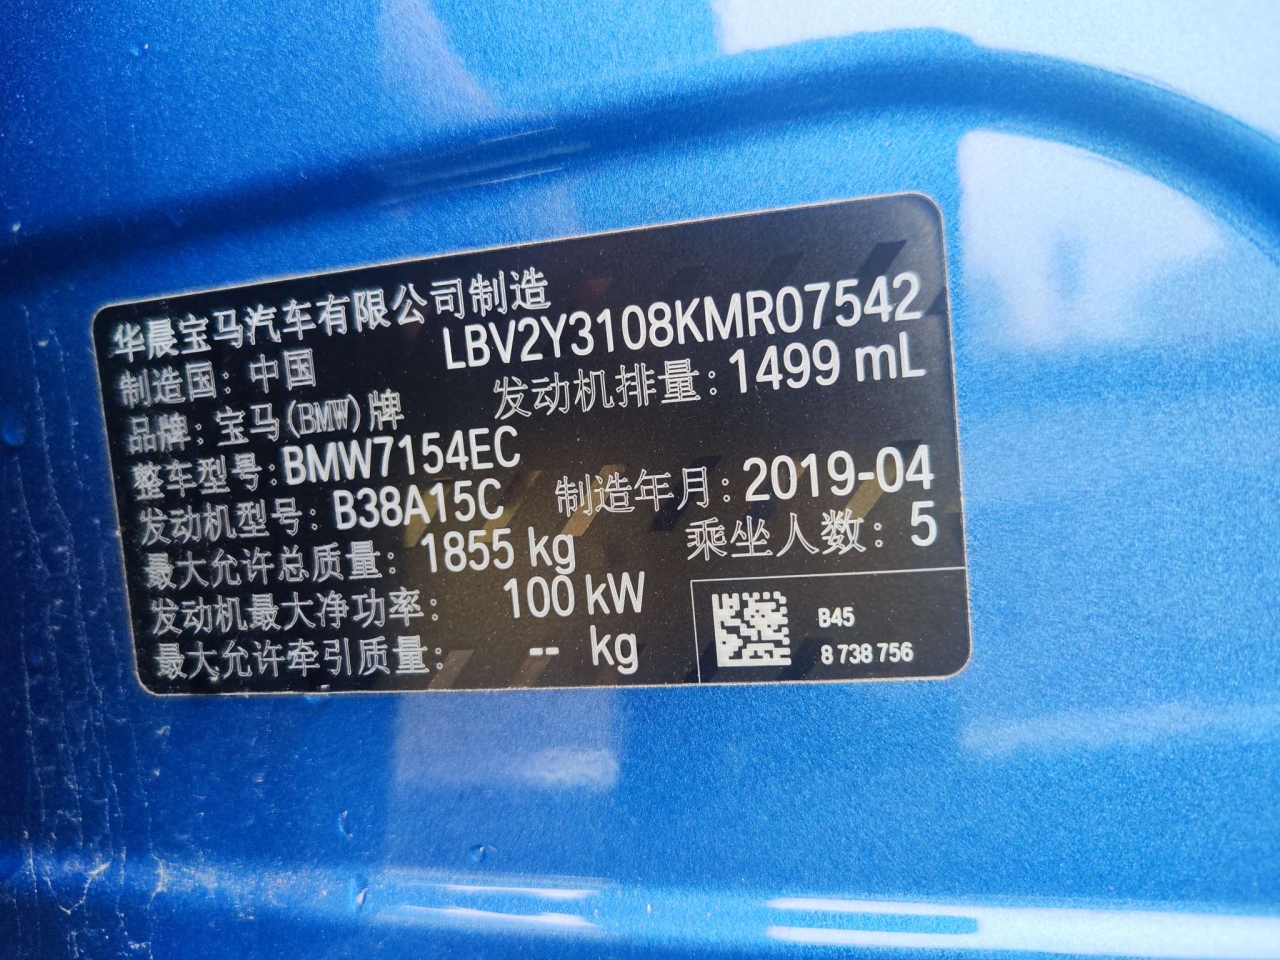 华晨宝马汽车有限公司制造
LBV2Y3108KMR07542
制造国：中国
发动机排量：1499 mL
品牌：宝马(BMW)牌
整车型号：BMW7154EC
发动机型号：B38A15C 制造年月：2019-04
最大允许总质量：1855 kg 乘坐人数：5
发动机最大净功率：100 kW
最大允许牵引质量：-- kg
B45
8 738 756